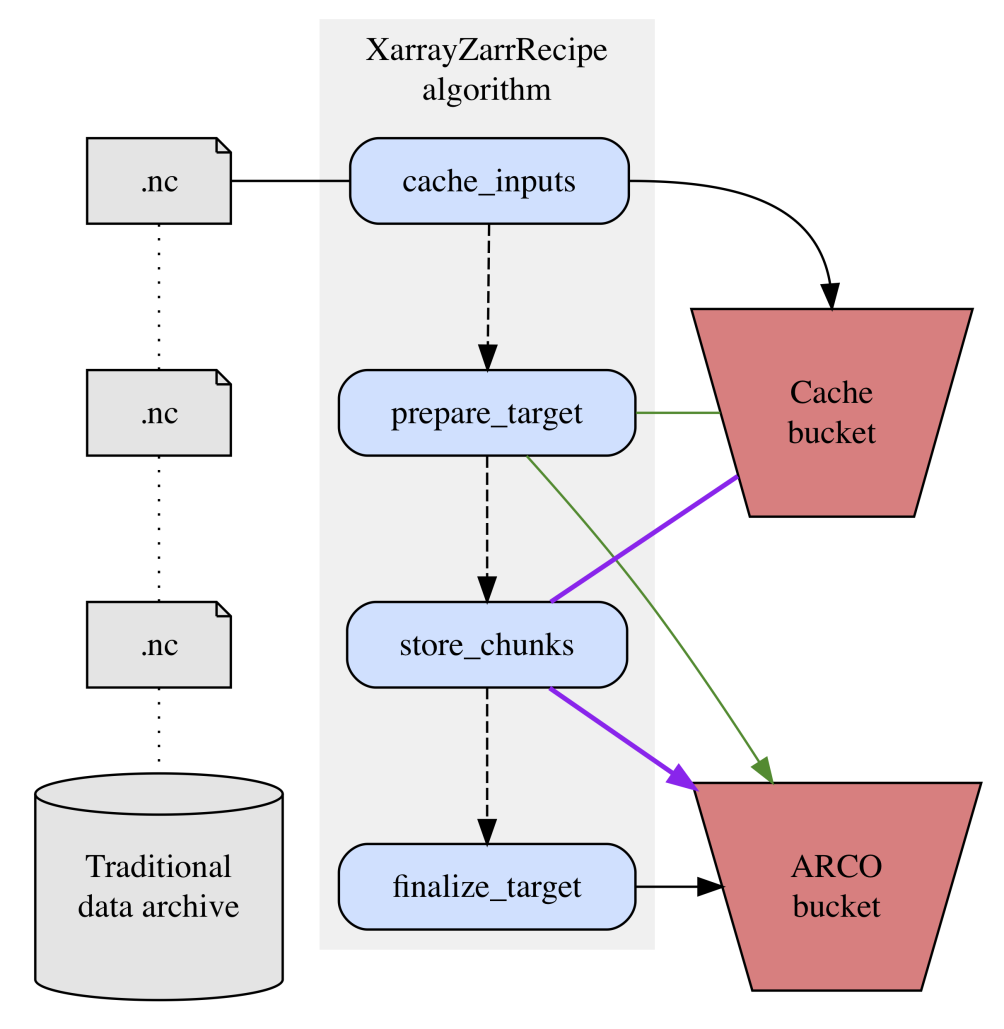 XarrayZarrRecipe
algorithm
.nc
cache_inputs
Cache
bucket
.nc
prepare_target
.nc
store_chunks
Traditional
data archive
finalize_target
ARCO
bucket